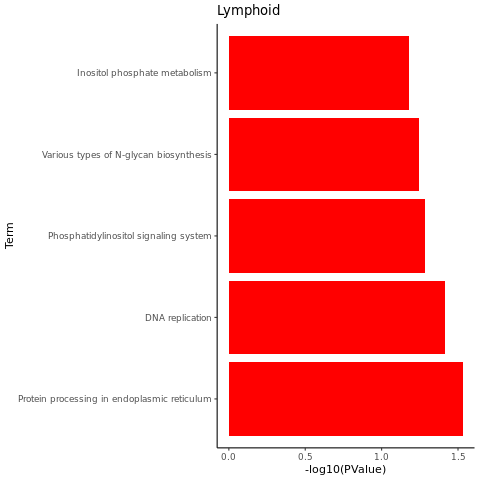 Lymphoid
Inositol phosphate metabolism
Various types of N-glycan biosynthesis
Phosphatidylinositol signaling system
DNA replication
Protein processing in endoplasmic reticulum
Term
0.0 0.5 1.0 1.5
-log10(PValue)